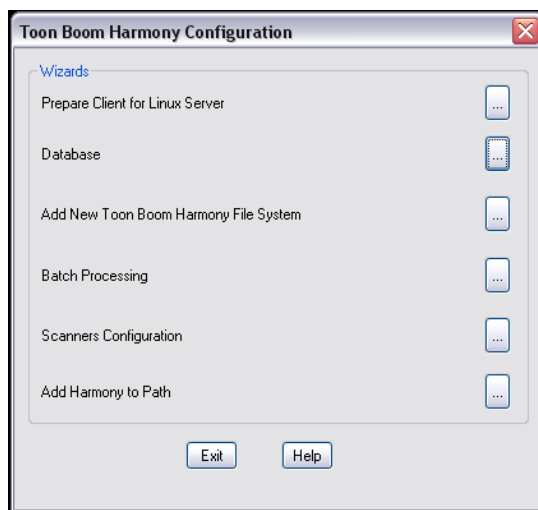 Toon Boom Harmony Configuration
Wizards
Prepare Client for Linux Server ...
Database ...
Add New Toon Boom Harmony File System ...
Batch Processing ...
Scanners Configuration ...
Add Harmony to Path ...
Exit Help